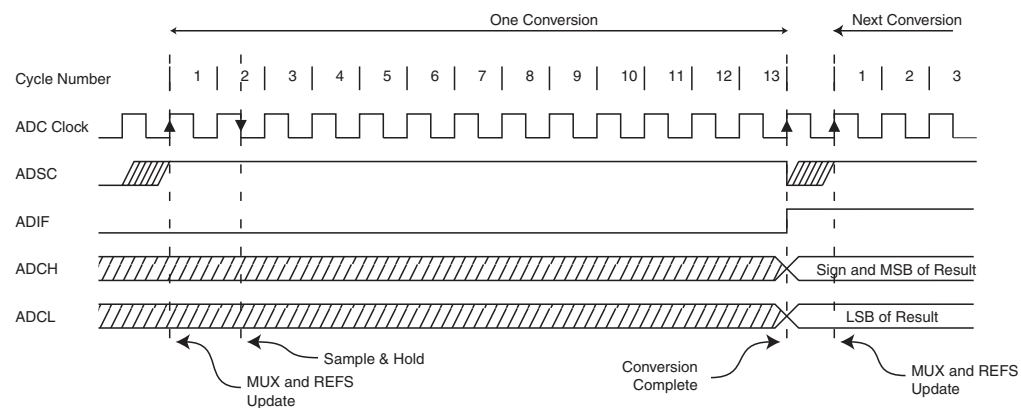 One Conversion
Next Conversion
Cycle Number 1 2 3 4 5 6 7 8 9 10 11 12 13 1 2 3
ADC Clock
ADSC
ADIF
ADCH
Sign and MSB of Result
ADCL
LSB of Result
Sample & Hold
MUX and REFS
Update
Conversion
Complete
MUX and REFS
Update